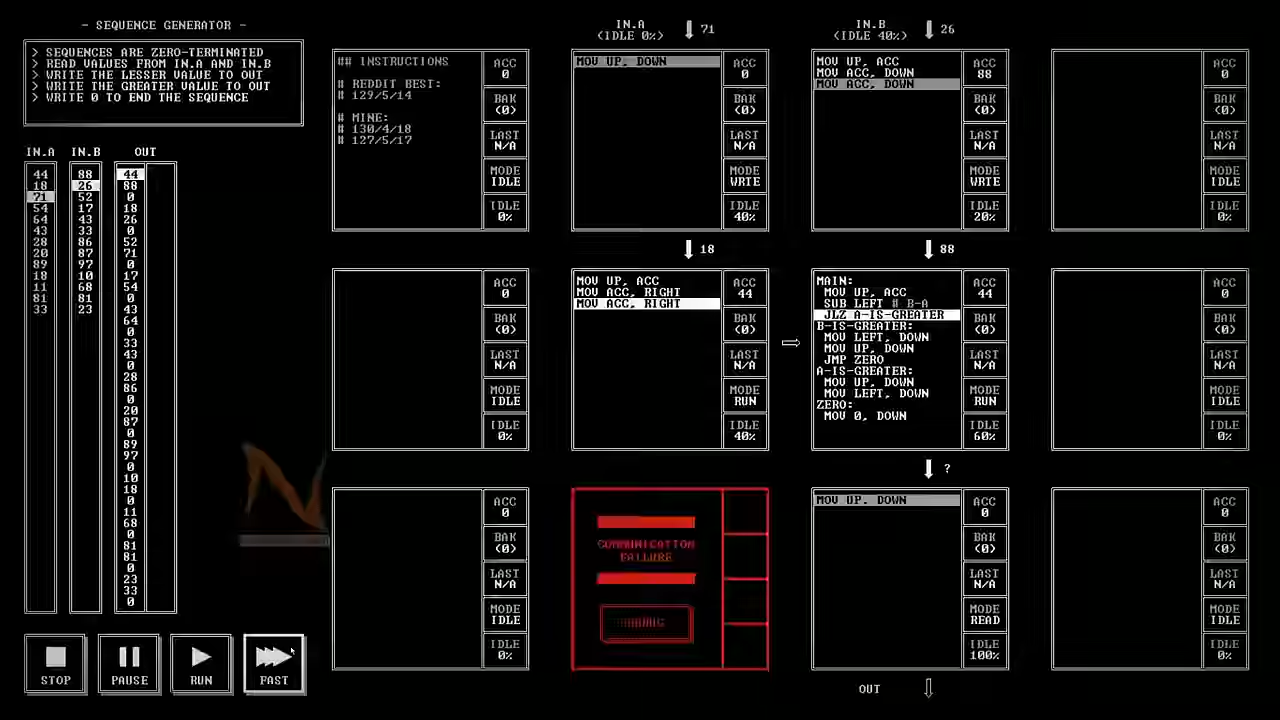 - SEQUENCE GENERATOR -
> SEQUENCES ARE ZERO-TERMINATED
> READ VALUES FROM IN.A AND IN.B
> WRITE THE LESSER VALUE TO OUT
> WRITE THE GREATER VALUE TO OUT
> WRITE 0 TO END THE SEQUENCE
IN.A IN.B OUT
44 88 44
18 26 88
71 52 0
54 17 18
64 43 26
43 33 0
28 86 52
20 87 71
89 97 0
18 10 17
11 68 54
81 81 0
33 23 43
64
0
33
43
0
28
86
0
20
87
0
89
97
0
10
18
0
11
68
0
81
81
0
23
33
0
STOP
PAUSE
RUN
FAST
## INSTRUCTIONS
# REDDIT BEST:
# 129/5/14
# MINE:
# 130/4/18
# 127/5/17
ACC
0
BAK
(0)
LAST
N/A
MODE
IDLE
IDLE
0%
IN.A
(IDLE 0%)
71
MOV UP, DOWN
ACC
0
BAK
(0)
LAST
N/A
MODE
WRTE
IDLE
40%
IN.B
(IDLE 40%)
26
MOV UP, ACC
MOV ACC, DOWN
MOV ACC, DOWN
ACC
88
BAK
(0)
LAST
N/A
MODE
WRTE
IDLE
20%
ACC
0
BAK
(0)
LAST
N/A
MODE
IDLE
IDLE
0%
18
88
ACC
0
BAK
(0)
LAST
N/A
MODE
IDLE
IDLE
0%
MOV UP, ACC
MOV ACC, RIGHT
MOV ACC, RIGHT
ACC
44
BAK
(0)
LAST
N/A
MODE
RUN
IDLE
40%
MAIN:
MOV UP, ACC
SUB LEFT # B-A
JLZ A-IS-GREATER
B-IS-GREATER:
MOV LEFT, DOWN
MOV UP, DOWN
JMP ZERO
A-IS-GREATER:
MOV UP, DOWN
MOV LEFT, DOWN
ZERO:
MOV 0, DOWN
ACC
44
BAK
(0)
LAST
N/A
MODE
RUN
IDLE
60%
ACC
0
BAK
(0)
LAST
N/A
MODE
IDLE
IDLE
0%
?
ACC
0
BAK
(0)
LAST
N/A
MODE
IDLE
IDLE
0%
COMMUNICATION
FAILURE
MOV UP, DOWN
ACC
0
BAK
(0)
LAST
N/A
MODE
READ
IDLE
100%
ACC
0
BAK
(0)
LAST
N/A
MODE
IDLE
IDLE
0%
OUT